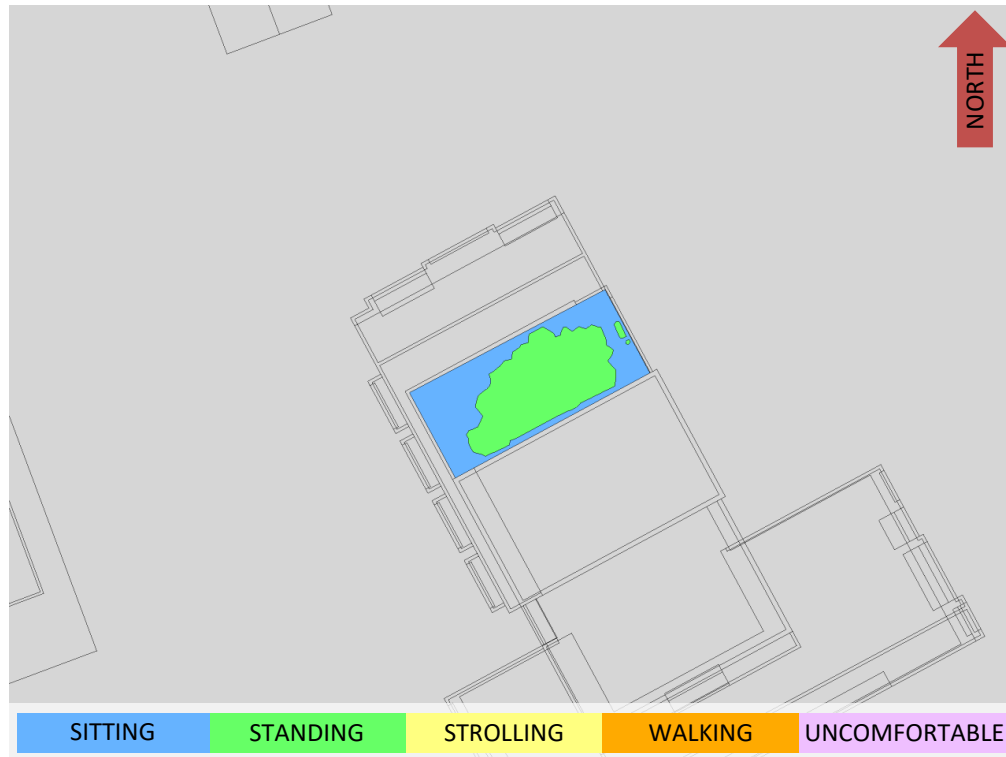 NORTH
SITTING
STANDING
STROLLING
WALKING
UNCOMFORTABLE